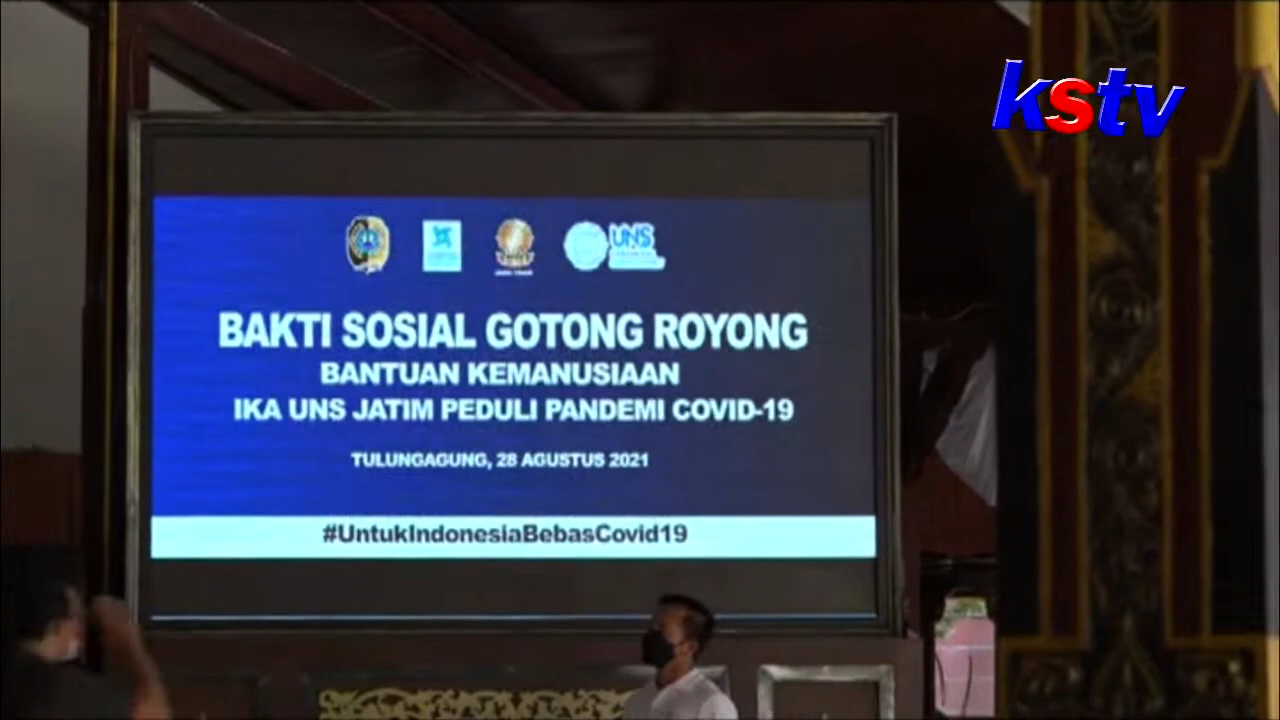 kstv
UNS
BAKTI SOSIAL GOTONG ROYONG
BANTUAN KEMANUSIAAN
IKA UNS JATIM PEDULI PANDEMI COVID-19
TULUNGAGUNG, 28 AGUSTUS 2021
#UntukIndonesiaBebasCovid19